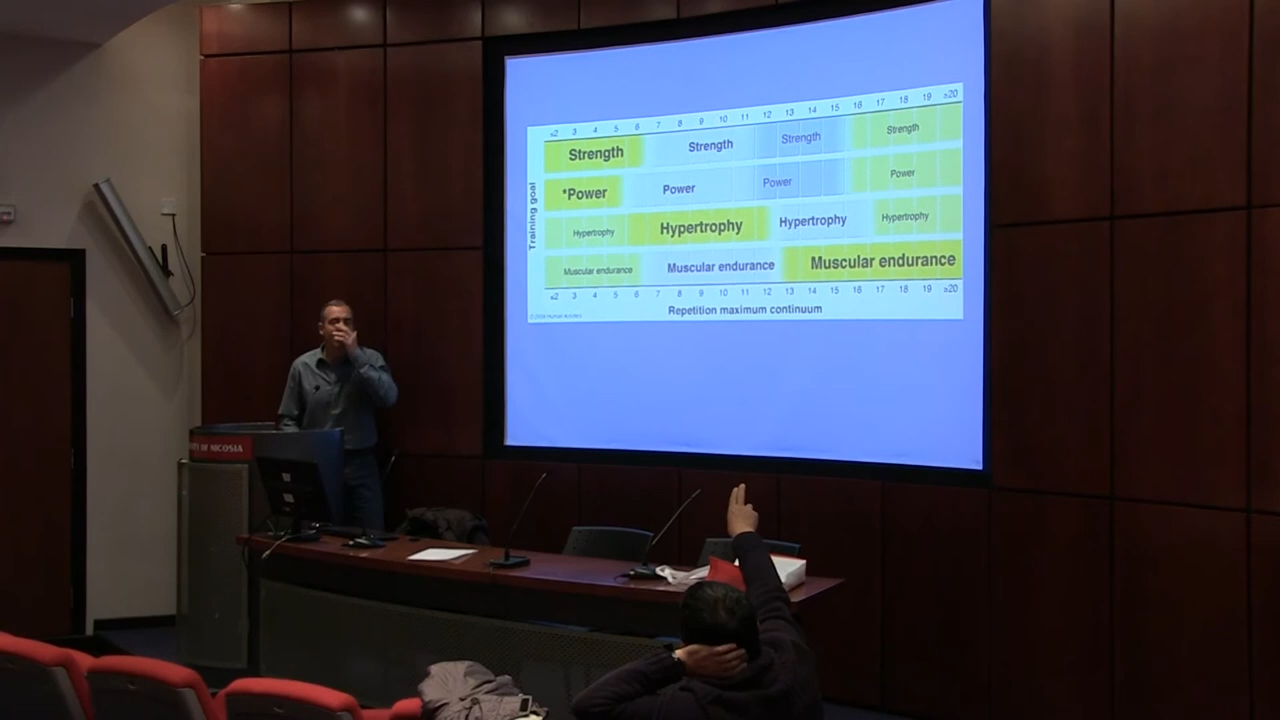 ≤2 3 4 5 6 7 8 9 10 11 12 13 14 15 16 17 18 19 ≥20
Strength Strength Strength Strength
*Power Power Power Power
Training goal
Hypertrophy Hypertrophy Hypertrophy Hypertrophy
Muscular endurance Muscular endurance Muscular endurance
≤2 3 4 5 6 7 8 9 10 11 12 13 14 15 16 17 18 19 ≥20
Repetition maximum continuum
OF NICOSIA